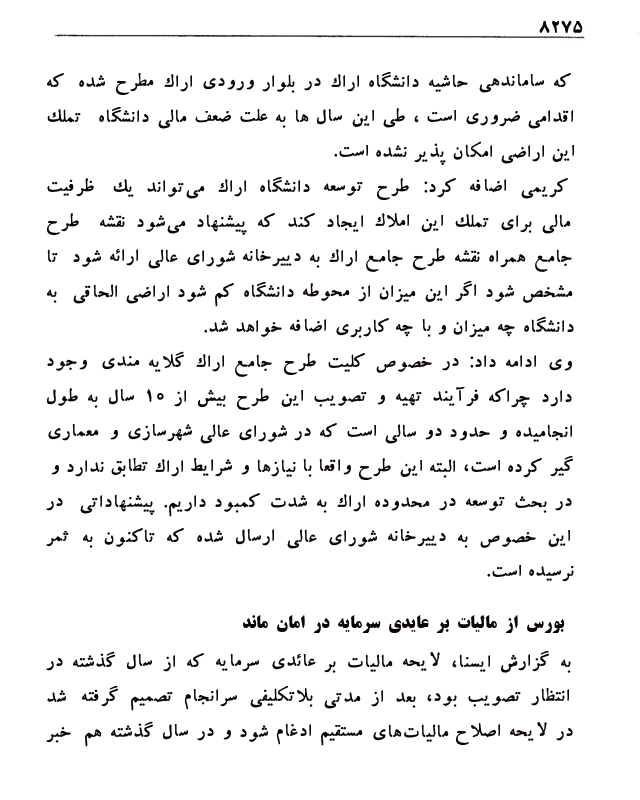 ۸۲۷۵
که ساماندهی حاشیه دانشگاه اراك در بلوار ورودی اراك مطرح شده که
اقدامی ضروری است ، طی این سال ها به علت ضعف مالی دانشگاه تملك
این اراضی امکان پذیر نشده است.
کریمی اضافه کرد: طرح توسعه دانشگاه اراك می‌تواند یك ظرفیت
مالی برای تملك این املاك ایجاد کند که پیشنهاد می‌شود نقشه طرح
جامع همراه نقشه طرح جامع اراك به دبیرخانه شورای عالی ارائه شود تا
مشخص شود اگر این میزان از محوطه دانشگاه کم شود اراضی الحاقی به
دانشگاه چه میزان و با چه کاربری اضافه خواهد شد.
وی ادامه داد: در خصوص کلیت طرح جامع اراك گلایه مندی وجود
دارد چراکه فرآیند تهیه و تصویب این طرح بیش از ۱۰ سال به طول
انجامیده و حدود دو سالی است که در شورای عالی شهرسازی و معماری
گیر کرده است، البته این طرح واقعا با نیازها و شرایط اراك تطابق ندارد و
در بحث توسعه در محدوده اراك به شدت کمبود داریم. پیشنهاداتی در
این خصوص به دبیرخانه شورای عالی ارسال شده که تاکنون به ثمر
نرسیده است.
بورس از مالیات بر عایدی سرمایه در امان ماند
به گزارش ایسنا، لایحه مالیات بر عائدی سرمایه که از سال گذشته در
انتظار تصویب بود، بعد از مدتی بلاتکلیفی سرانجام تصمیم گرفته شد
در لایحه اصلاح مالیات‌های مستقیم ادغام شود و در سال گذشته هم خبر